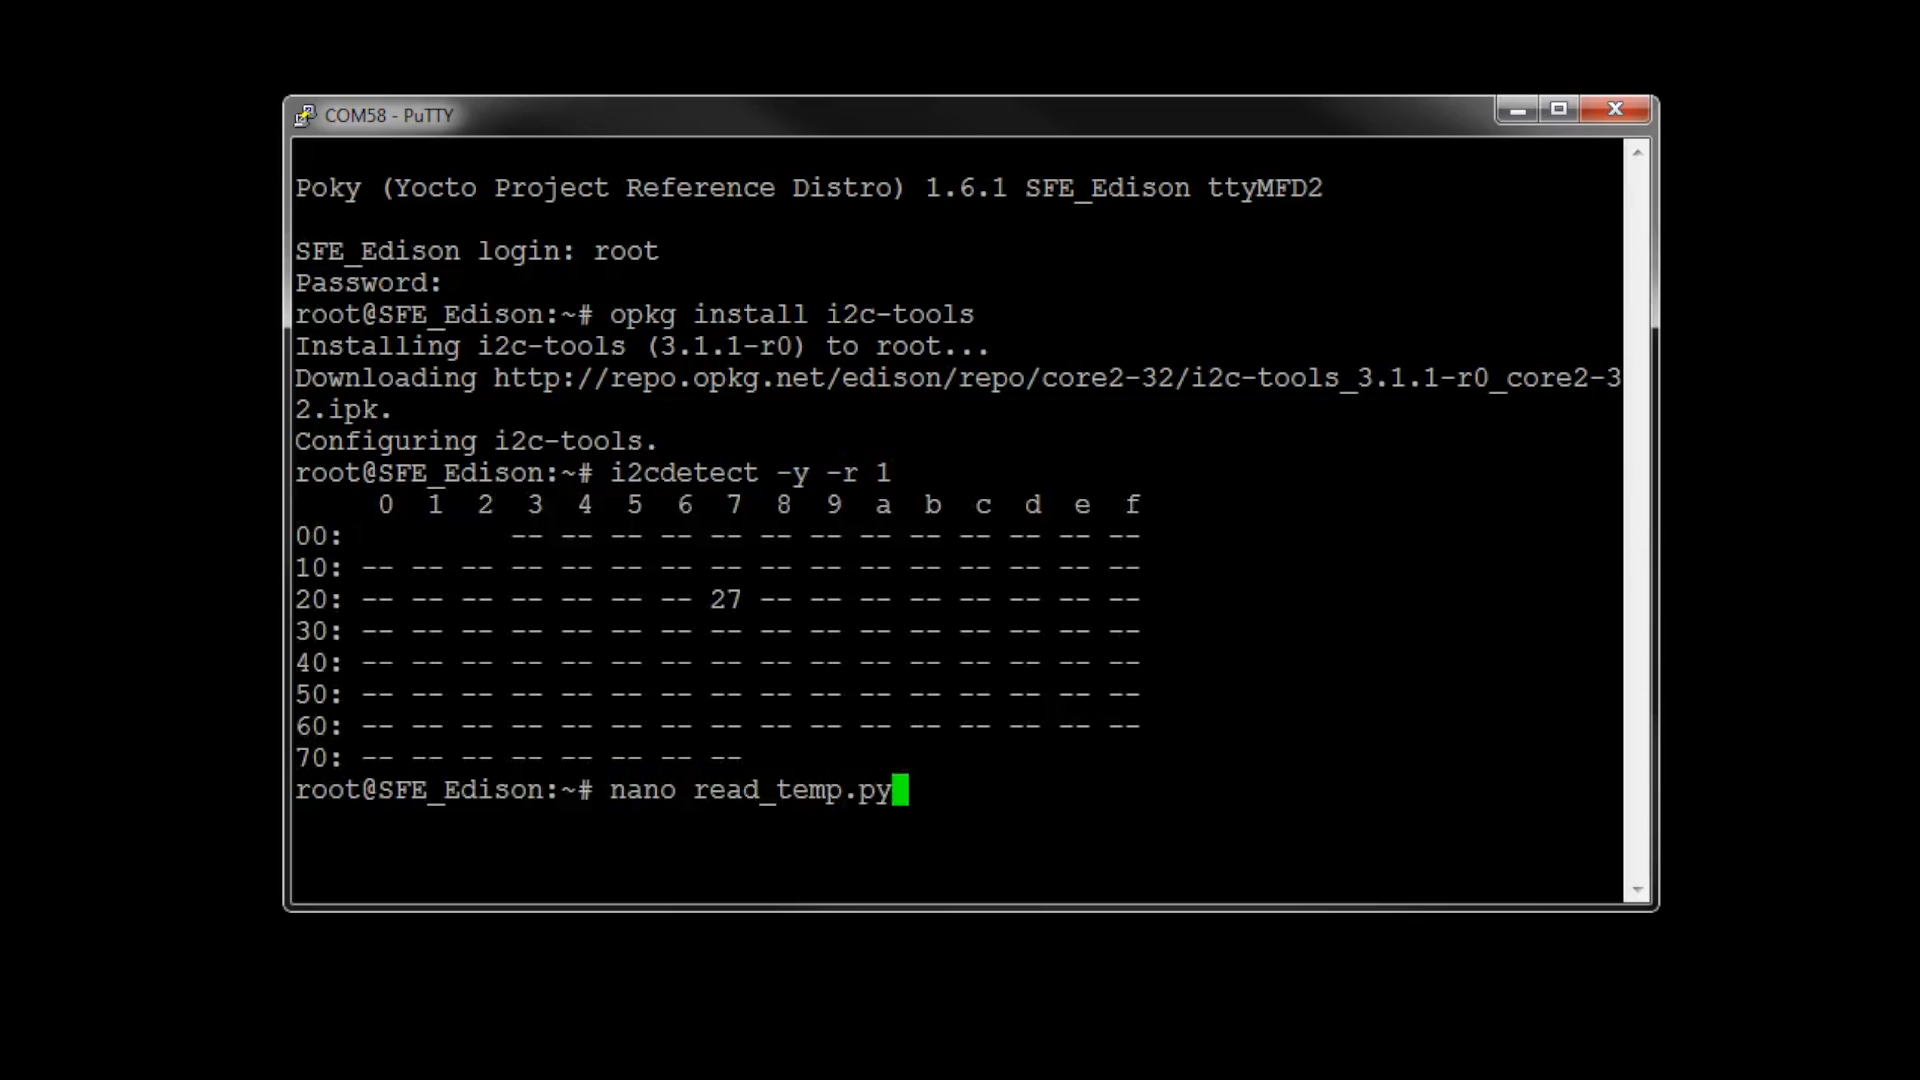 COM58 - PuTTY
Poky (Yocto Project Reference Distro) 1.6.1 SFE_Edison ttyMFD2
SFE_Edison login: root
Password:
root@SFE_Edison:~# opkg install i2c-tools
Installing i2c-tools (3.1.1-r0) to root...
Downloading http://repo.opkg.net/edison/repo/core2-32/i2c-tools_3.1.1-r0_core2-3
2.ipk.
Configuring i2c-tools.
root@SFE_Edison:~# i2cdetect -y -r 1
     0  1  2  3  4  5  6  7  8  9  a  b  c  d  e  f
00:          -- -- -- -- -- -- -- -- -- -- -- -- --
10: -- -- -- -- -- -- -- -- -- -- -- -- -- -- -- --
20: -- -- -- -- -- -- -- 27 -- -- -- -- -- -- -- --
30: -- -- -- -- -- -- -- -- -- -- -- -- -- -- -- --
40: -- -- -- -- -- -- -- -- -- -- -- -- -- -- -- --
50: -- -- -- -- -- -- -- -- -- -- -- -- -- -- -- --
60: -- -- -- -- -- -- -- -- -- -- -- -- -- -- -- --
70: -- -- -- -- -- -- -- --
root@SFE_Edison:~# nano read_temp.py